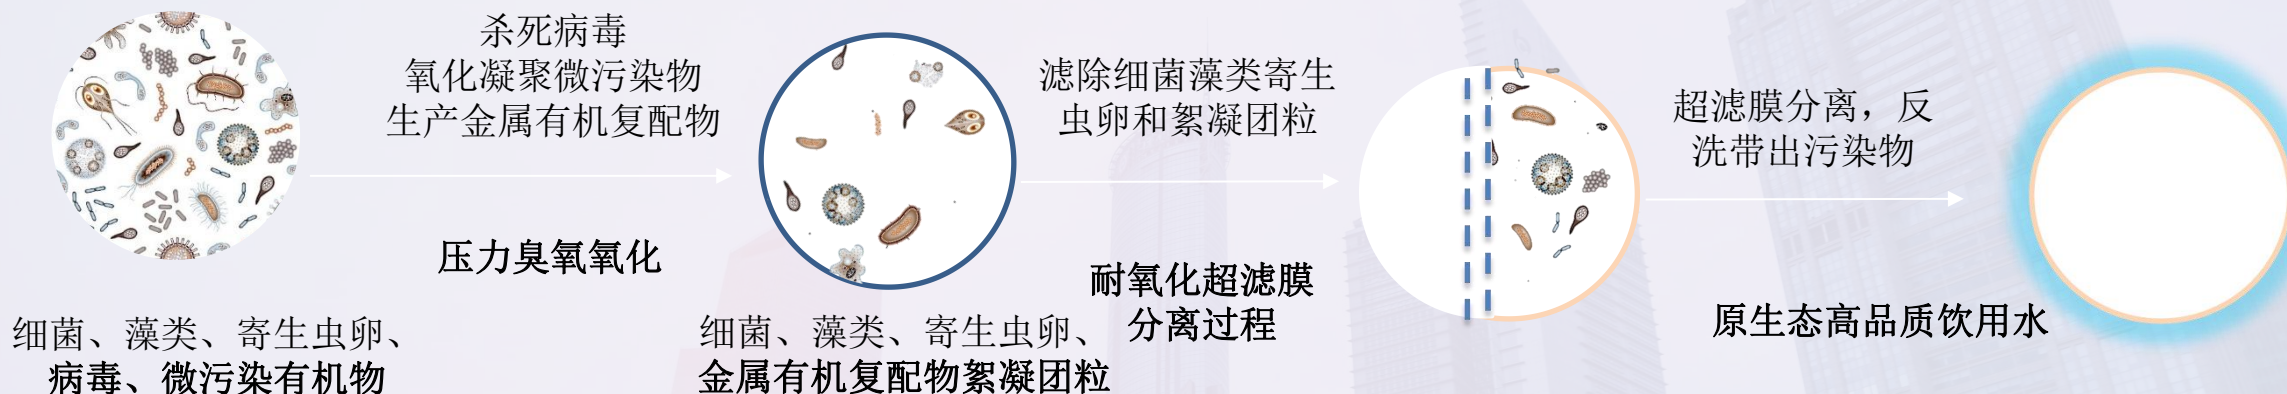 杀死病毒
氧化凝聚微污染物
生产金属有机复配物
压力臭氧氧化
细菌、藻类、寄生虫卵、
病毒、微污染有机物
滤除细菌藻类寄生
虫卵和絮凝团粒
耐氧化超滤膜
分离过程
细菌、藻类、寄生虫卵、
金属有机复配物絮凝团粒
超滤膜分离，反
洗带出污染物
原生态高品质饮用水